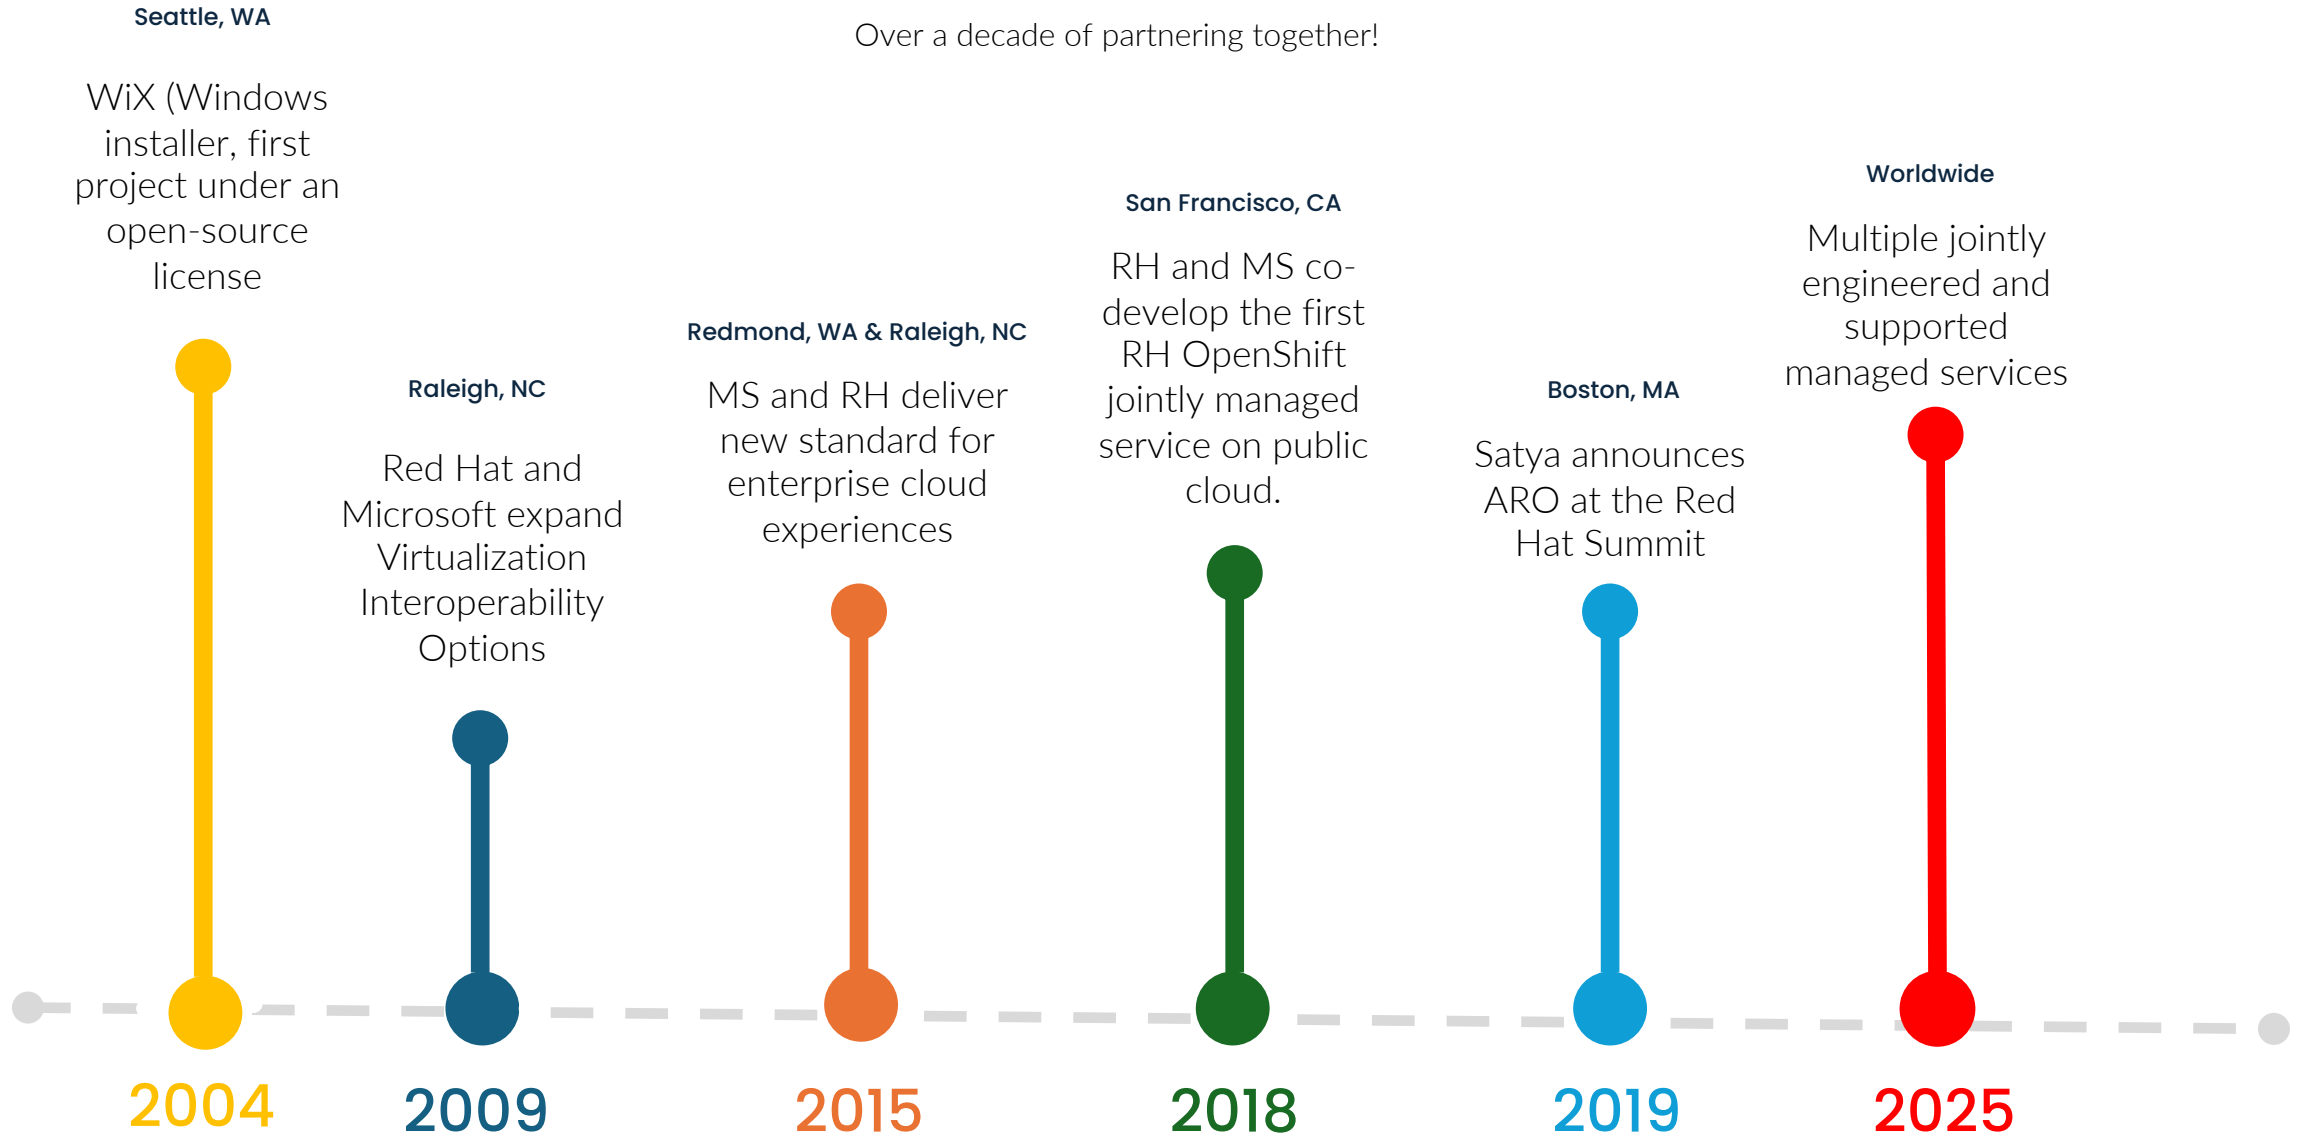 Over a decade of partnering together!
Seattle, WA
WiX (Windows
installer, first
project under an
open-source
license
Raleigh, NC
Red Hat and
Microsoft expand
Virtualization
Interoperability
Options
Redmond, WA & Raleigh, NC
MS and RH deliver
new standard for
enterprise cloud
experiences
San Francisco, CA
RH and MS co-
develop the first
RH OpenShift
jointly managed
service on public
cloud.
Boston, MA
Satya announces
ARO at the Red
Hat Summit
Worldwide
Multiple jointly
engineered and
supported
managed services
2004
2009
2015
2018
2019
2025